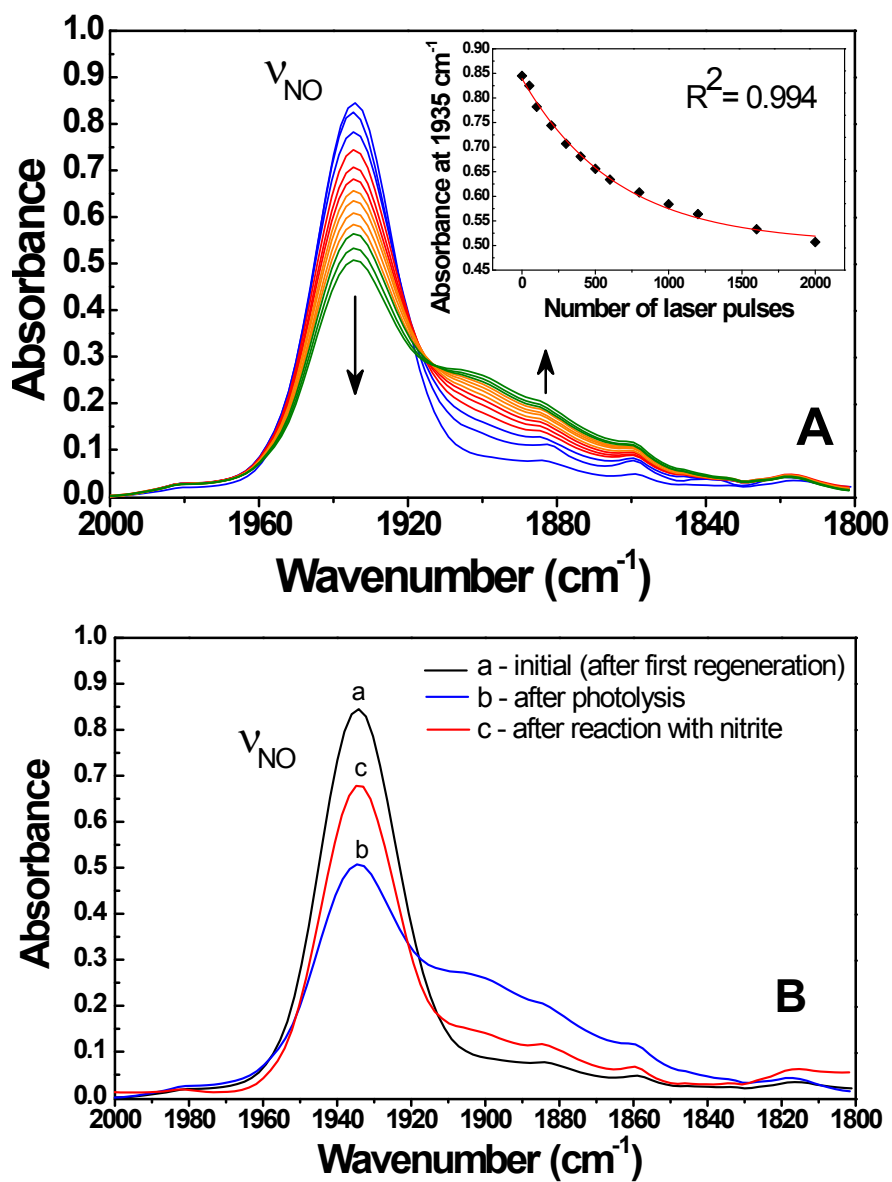 ν_NO
Absorbance
1.0
0.9
0.8
0.7
0.6
0.5
0.4
0.3
0.2
0.1
0.0
2000 1960 1920 1880 1840 1800
Wavenumber (cm⁻¹)
A
Absorbance at 1935 cm⁻¹
0.90
0.85
0.80
0.75
0.70
0.65
0.60
0.55
0.50
0.45
R² = 0.994
0 500 1000 1500 2000
Number of laser pulses
ν_NO
Absorbance
1.0
0.9
0.8
0.7
0.6
0.5
0.4
0.3
0.2
0.1
0.0
a - initial (after first regeneration)
b - after photolysis
c - after reaction with nitrite
a
c
b
B
2000 1980 1960 1940 1920 1900 1880 1860 1840 1820 1800
Wavenumber (cm⁻¹)